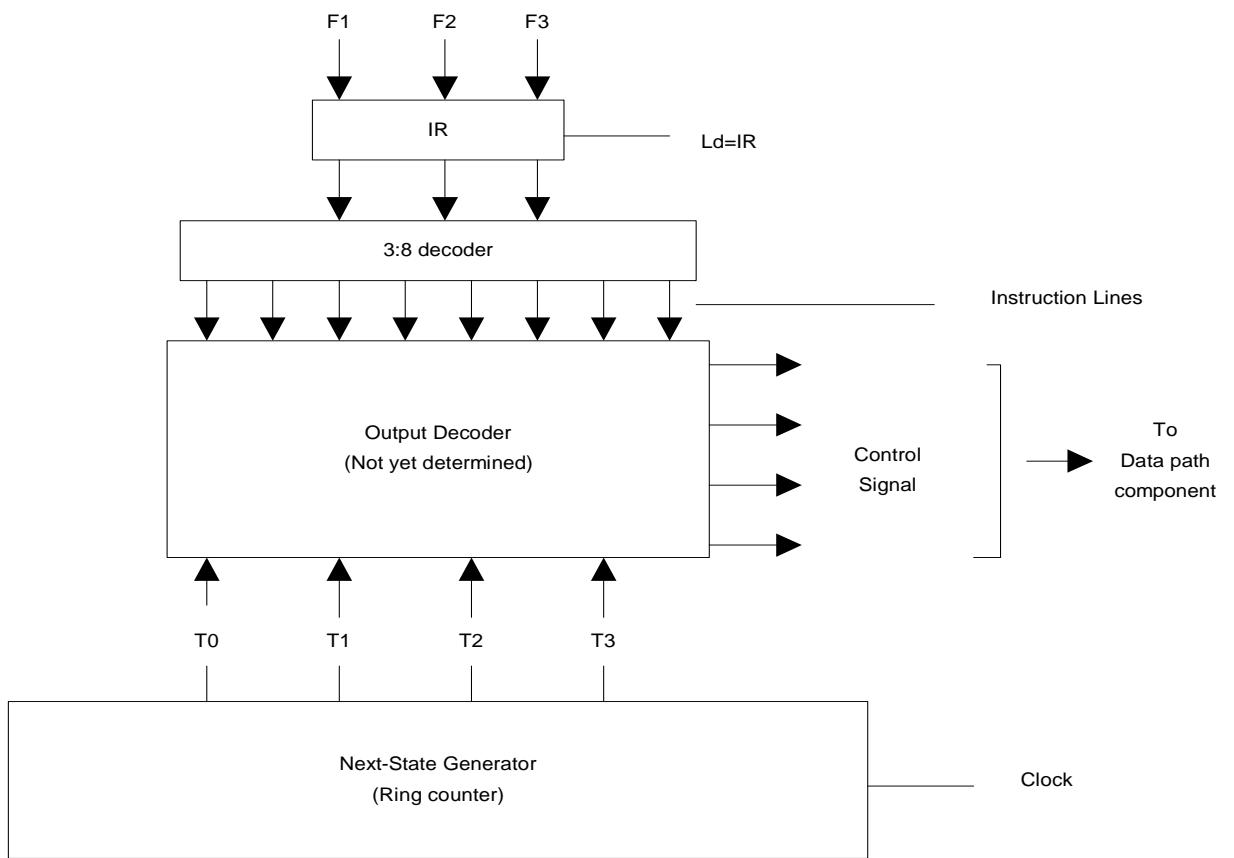 F1 F2 F3
IR
Ld=IR
3:8 decoder
Instruction Lines
Output Decoder
(Not yet determined)
Control
Signal
To
Data path
component
T0 T1 T2 T3
Next-State Generator
(Ring counter)
Clock